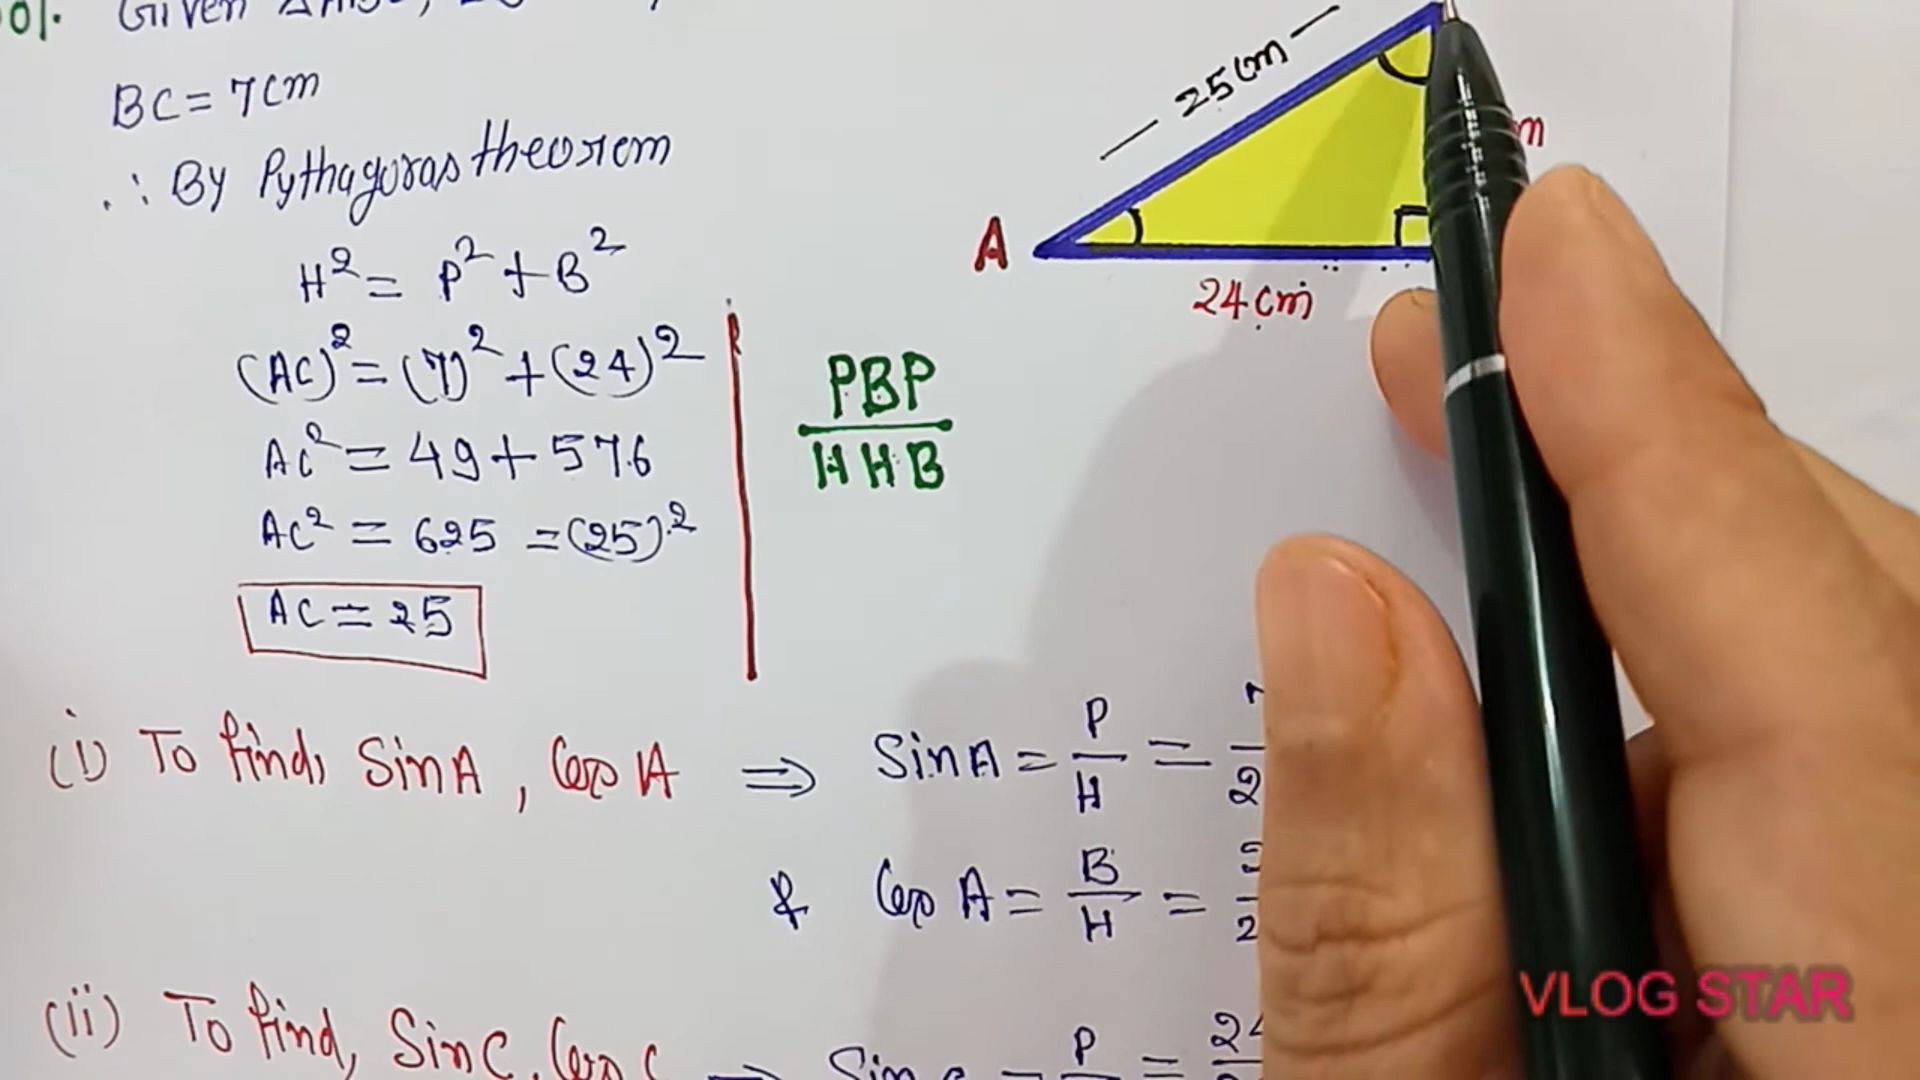 Given
BC = 7cm
∴ By Pythagoras theorem
H² = P² + B²
(AC)² = (7)² + (24)²
AC² = 49 + 576
AC² = 625 = (25)²
AC = 25
25cm
A
24cm
PBP
HHB
(i) To find, Sin A, Cos A ⇒ Sin A = P/H =
& Cos A = B/H =
(ii) To find, Sin C, Cos C ⇒ Sin C = P =
VLOG STAR